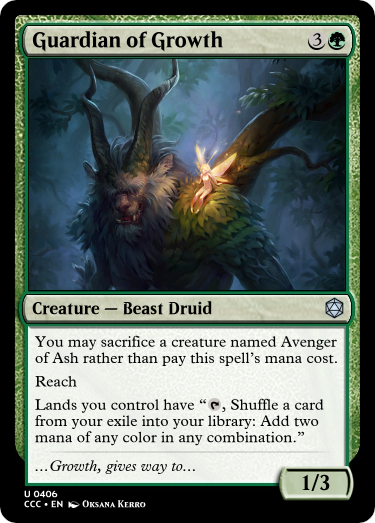 Guardian of Growth 3
Creature — Beast Druid
You may sacrifice a creature named Avenger
of Ash rather than pay this spell's mana cost.
Reach
Lands you control have “, Shuffle a card
from your exile into your library: Add two
mana of any color in any combination.”
…Growth, gives way to…
1/3
U 0406
CCC • EN Oksana Kerro